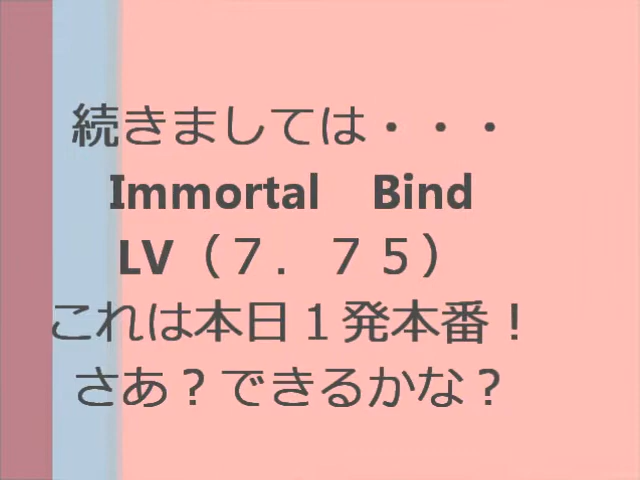 続きましては・・・
Immortal　Bind
LV（７．７５）
これは本日１発本番！
さあ？できるかな？